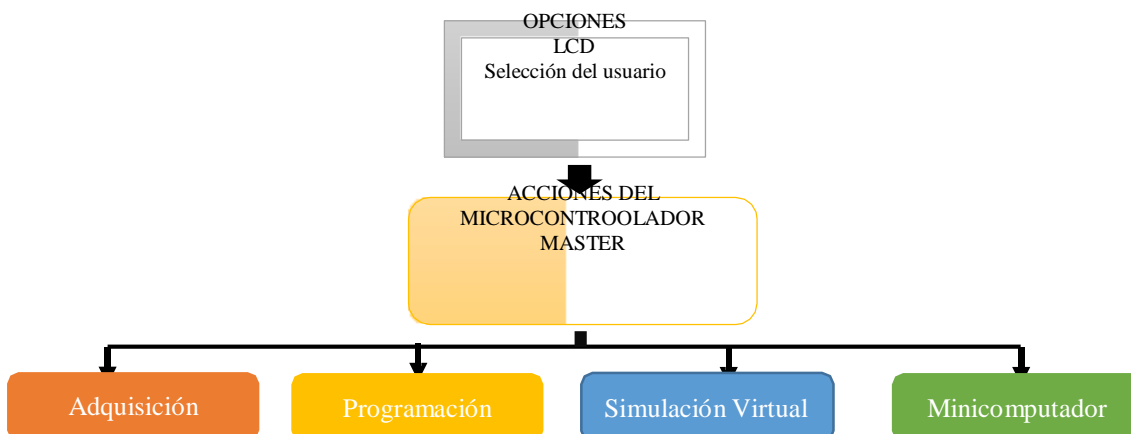 OPCIONES
LCD
Selección del usuario
ACCIONES DEL
MICROCONTROOLADOR
MASTER
Adquisición
Programación
Simulación Virtual
Minicomputador